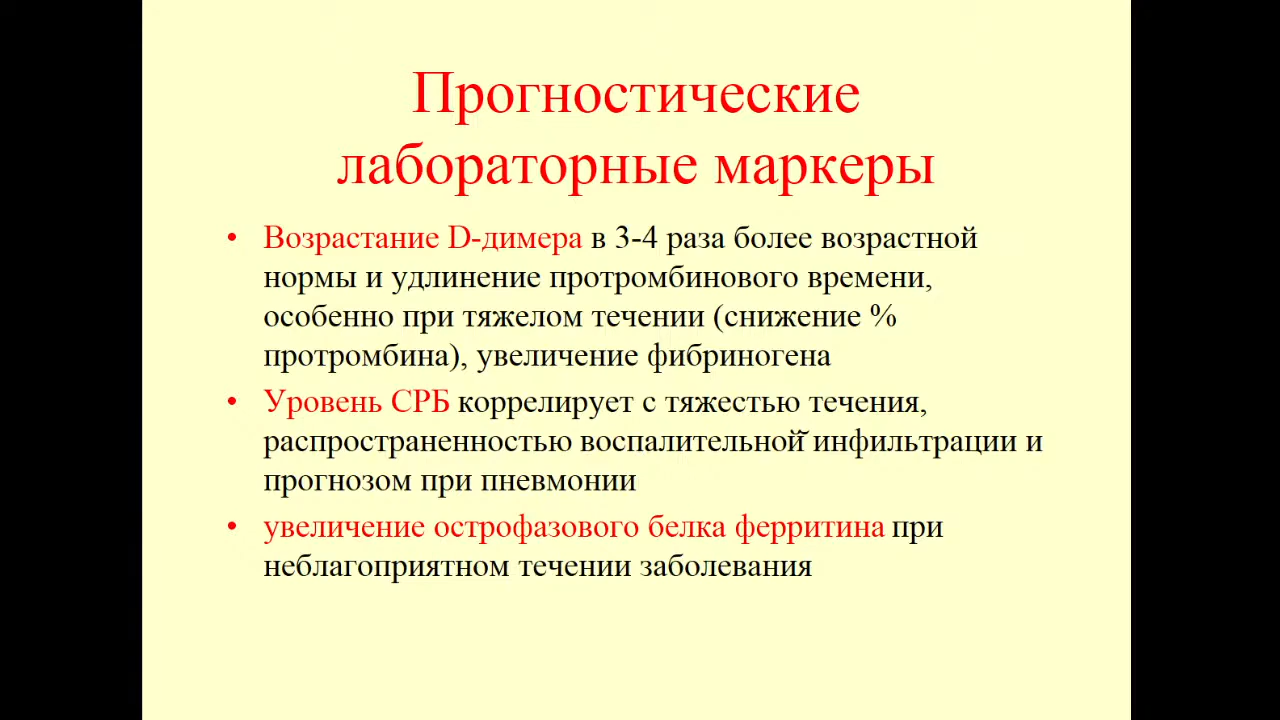 Прогностические
лабораторные маркеры
• Возрастание D-димера в 3-4 раза более возрастной
нормы и удлинение протромбинового времени,
особенно при тяжелом течении (снижение %
протромбина), увеличение фибриногена
• Уровень СРБ коррелирует с тяжестью течения,
распространенностью воспалительной инфильтрации и
прогнозом при пневмонии
• увеличение острофазового белка ферритина при
неблагоприятном течении заболевания